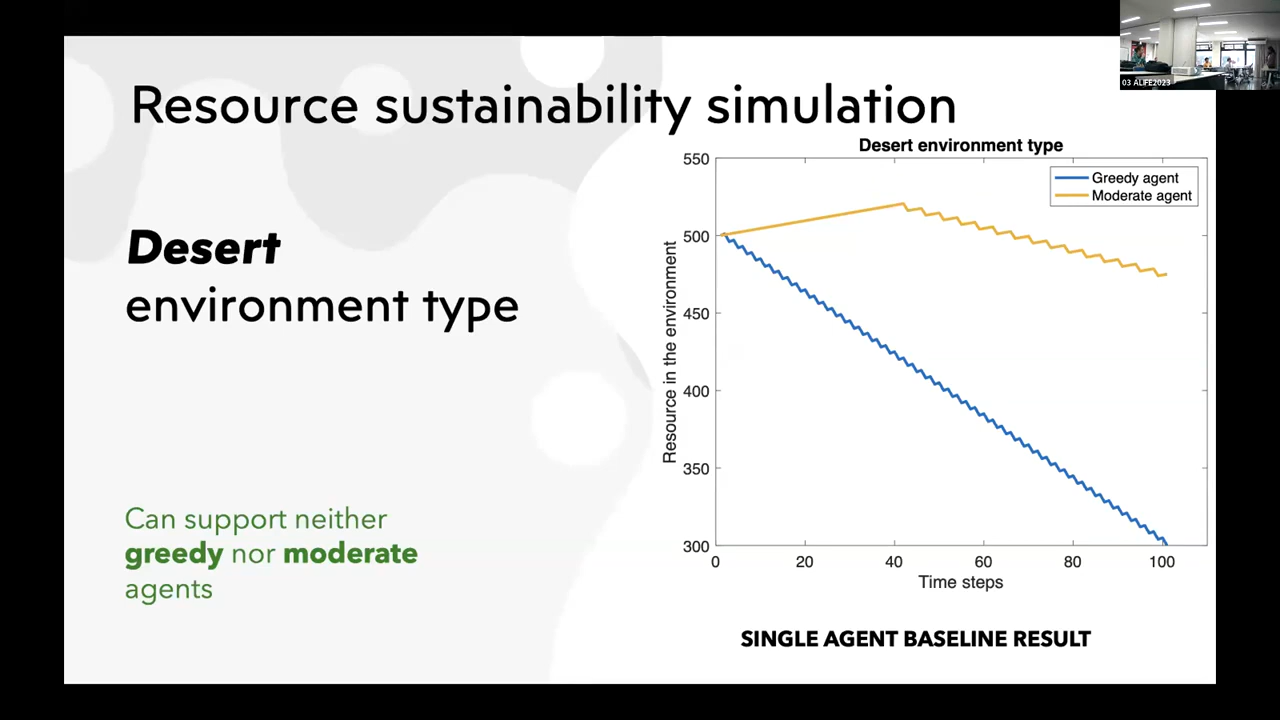 03 ALIFE2023
Resource sustainability simulation
Desert
environment type
Can support neither
greedy nor moderate
agents
Desert environment type
Greedy agent
Moderate agent
Resource in the environment
550
500
450
400
350
300
0 20 40 60 80 100
Time steps
SINGLE AGENT BASELINE RESULT